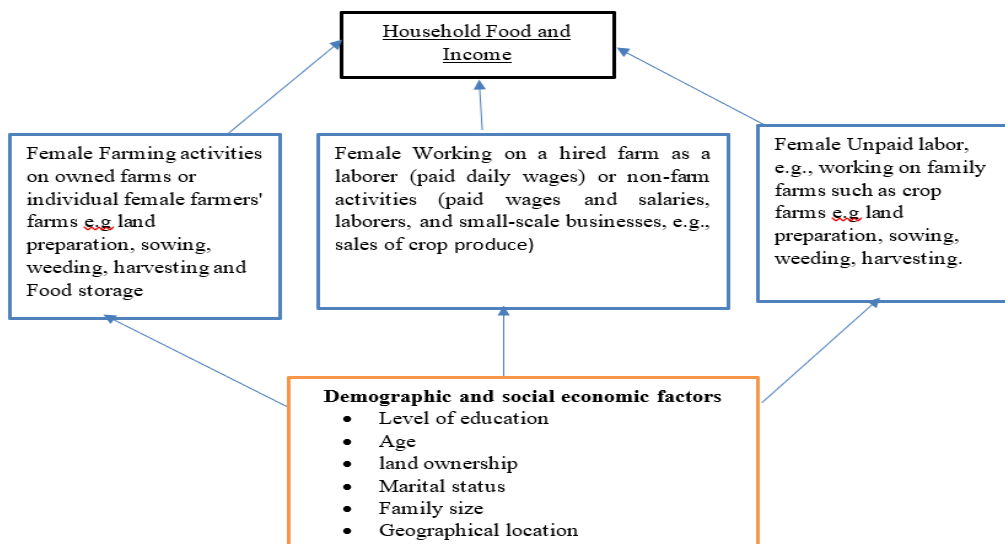 Household Food and
Income
Female Farming activities
on owned farms or
individual female farmers'
farms e.g land
preparation, sowing,
weeding, harvesting and
Food storage
Female Working on a hired farm as a
laborer (paid daily wages) or non-farm
activities (paid wages and salaries,
laborers, and small-scale businesses, e.g.,
sales of crop produce)
Female Unpaid labor,
e.g., working on family
farms such as crop
farms e.g land
preparation, sowing,
weeding, harvesting.
Demographic and social economic factors
• Level of education
• Age
• land ownership
• Marital status
• Family size
• Geographical location